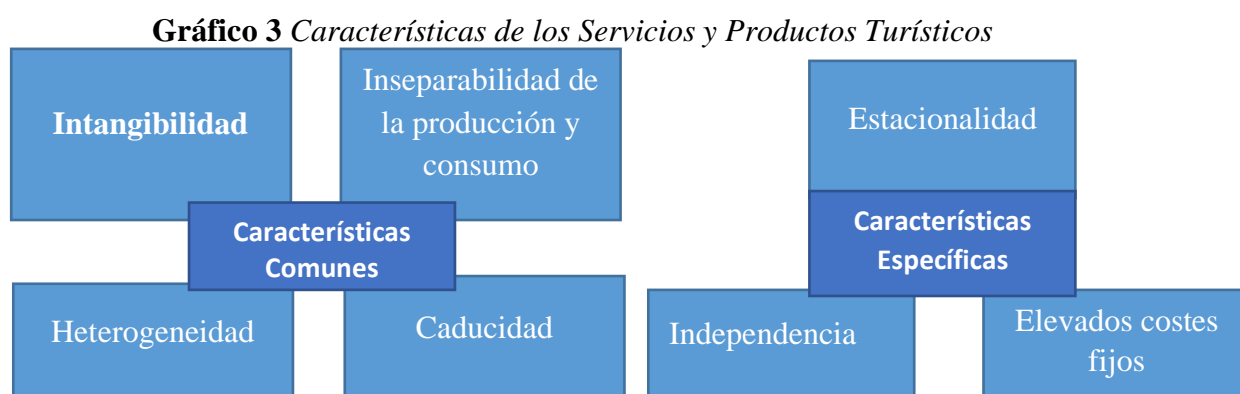 Gráfico 3 Características de los Servicios y Productos Turísticos
Intangibilidad
Inseparabilidad de
la producción y
consumo
Características
Comunes
Heterogeneidad
Caducidad
Estacionalidad
Características
Específicas
Independencia
Elevados costes
fijos